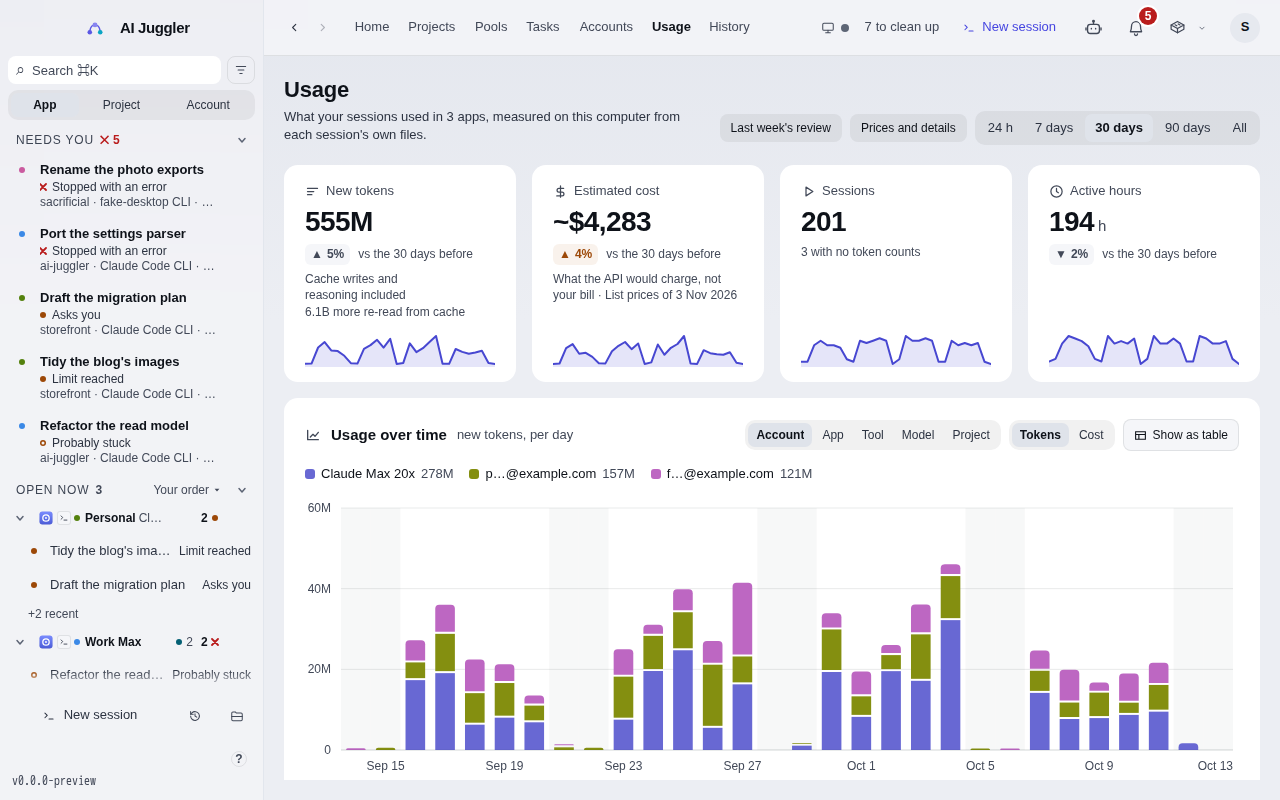 AI Juggler
Search ⌘K
App Project Account
NEEDS YOU 5
Rename the photo exports
Stopped with an error
sacrificial · fake-desktop CLI · …
Port the settings parser
Stopped with an error
ai-juggler · Claude Code CLI · …
Draft the migration plan
Asks you
storefront · Claude Code CLI · …
Tidy the blog's images
Limit reached
storefront · Claude Code CLI · …
Refactor the read model
Probably stuck
ai-juggler · Claude Code CLI · …
OPEN NOW 3 Your order
Personal Cl… 2
Tidy the blog's ima… Limit reached
Draft the migration plan Asks you
+2 recent
Work Max 2 2
Refactor the read… Probably stuck
New session
?
v0.0.0-preview
Home Projects Pools Tasks Accounts Usage History 7 to clean up New session 5 S
Usage
What your sessions used in 3 apps, measured on this computer from
each session's own files.
Last week's review Prices and details 24 h 7 days 30 days 90 days All
New tokens
555M
▲ 5% vs the 30 days before
Cache writes and
reasoning included
6.1B more re-read from cache
Estimated cost
~$4,283
▲ 4% vs the 30 days before
What the API would charge, not
your bill · List prices of 3 Nov 2026
Sessions
201
3 with no token counts
Active hours
194 h
▼ 2% vs the 30 days before
Usage over time new tokens, per day
Account App Tool Model Project Tokens Cost Show as table
Claude Max 20x 278M p…@example.com 157M f…@example.com 121M
60M
40M
20M
0
Sep 15 Sep 19 Sep 23 Sep 27 Oct 1 Oct 5 Oct 9 Oct 13